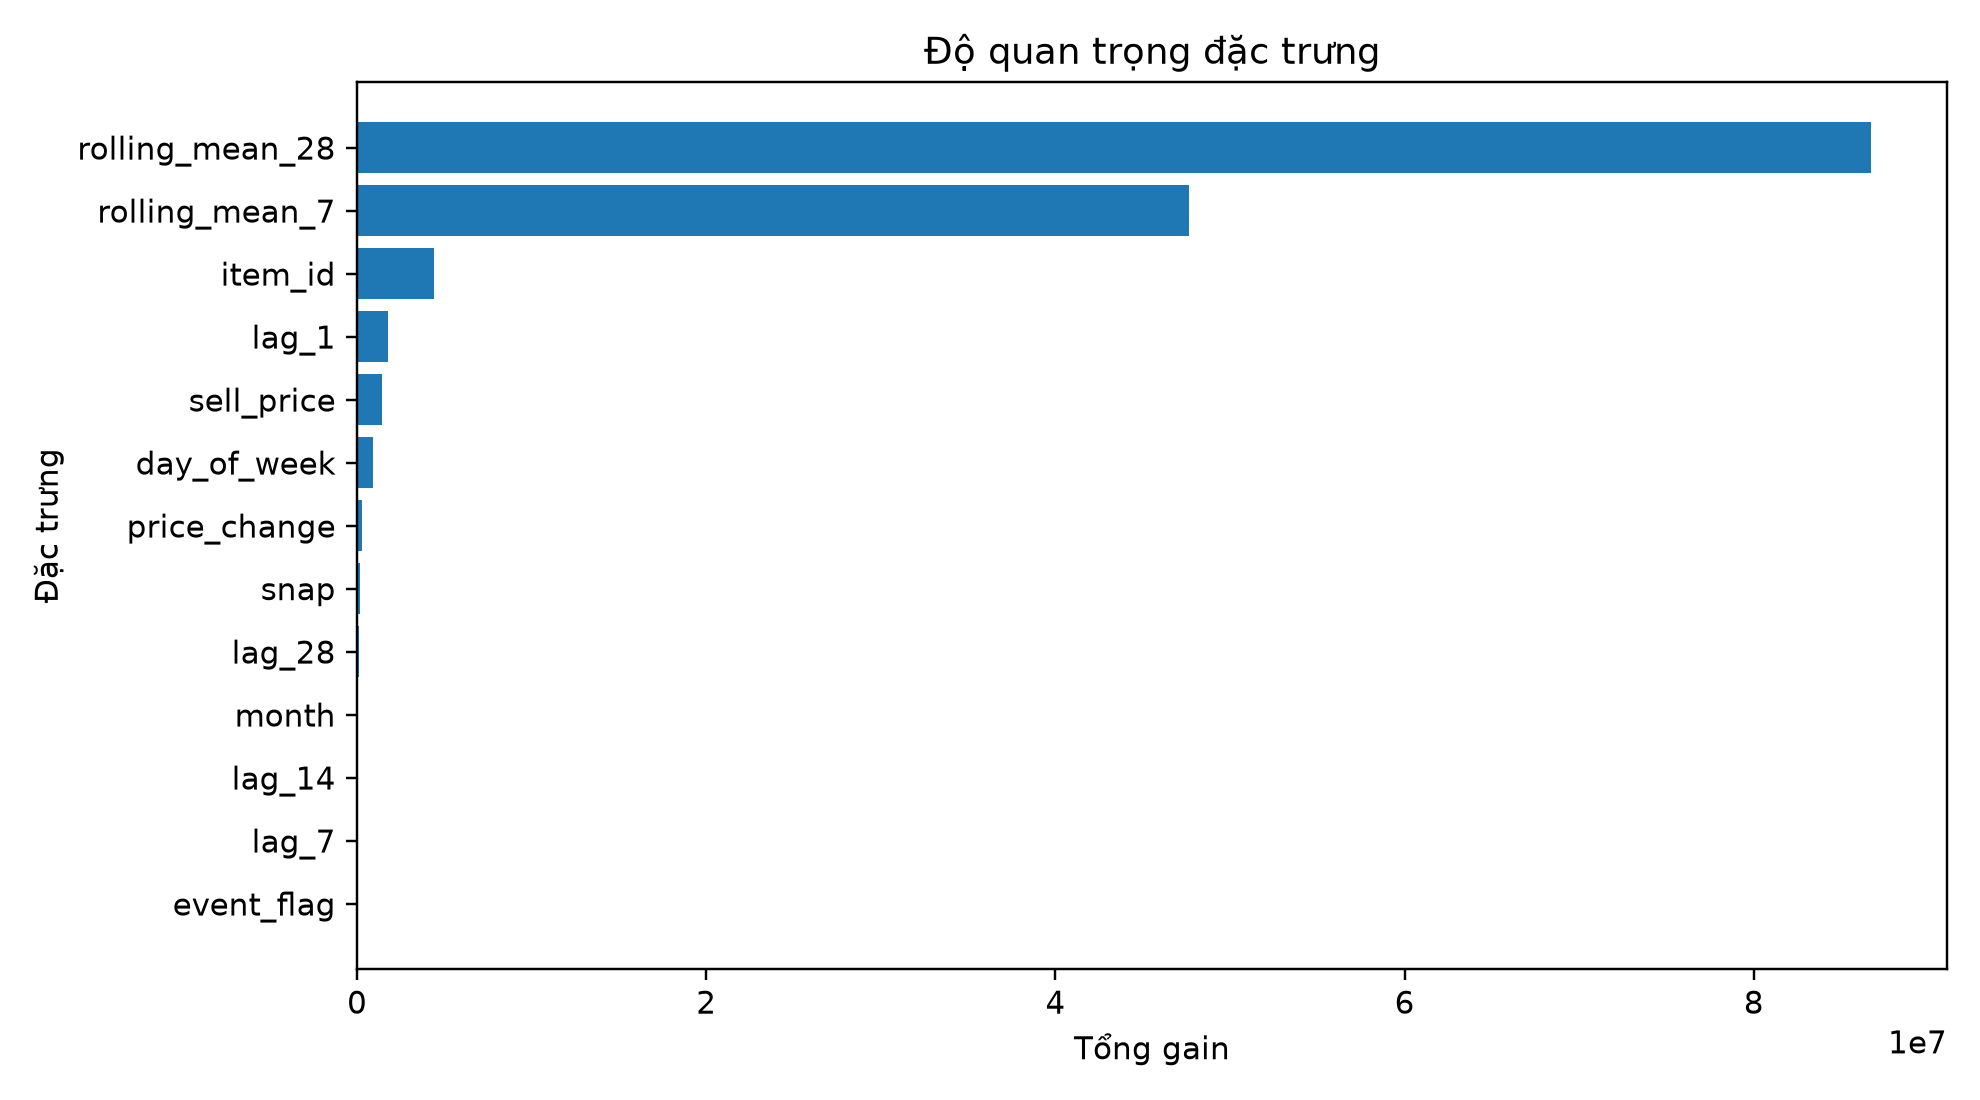 Độ quan trọng đặc trưng
rolling_mean_28
rolling_mean_7
item_id
lag_1
sell_price
day_of_week
price_change
snap
lag_28
month
lag_14
lag_7
event_flag
Đặc trưng
0 2 4 6 8
1e7
Tổng gain